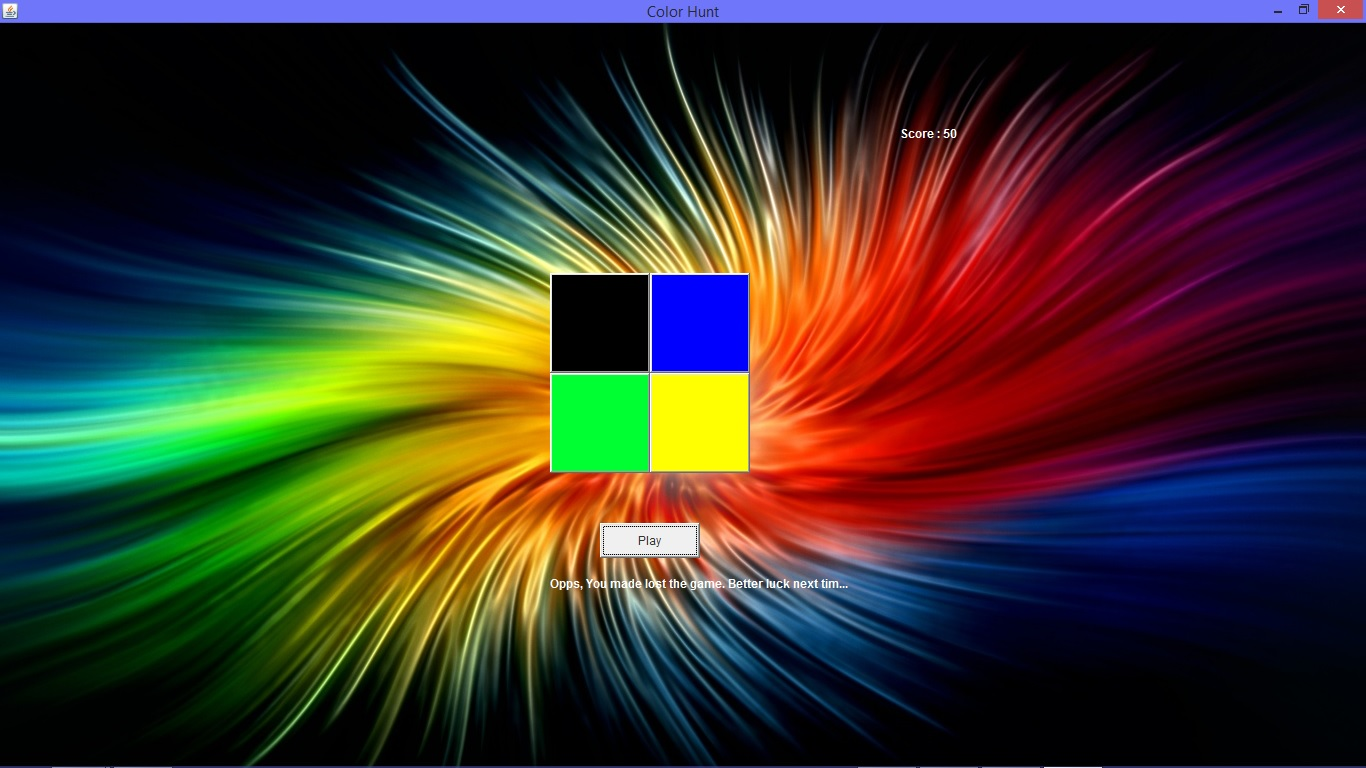 Color Hunt
Score : 50
Play
Opps, You made lost the game. Better luck next tim...